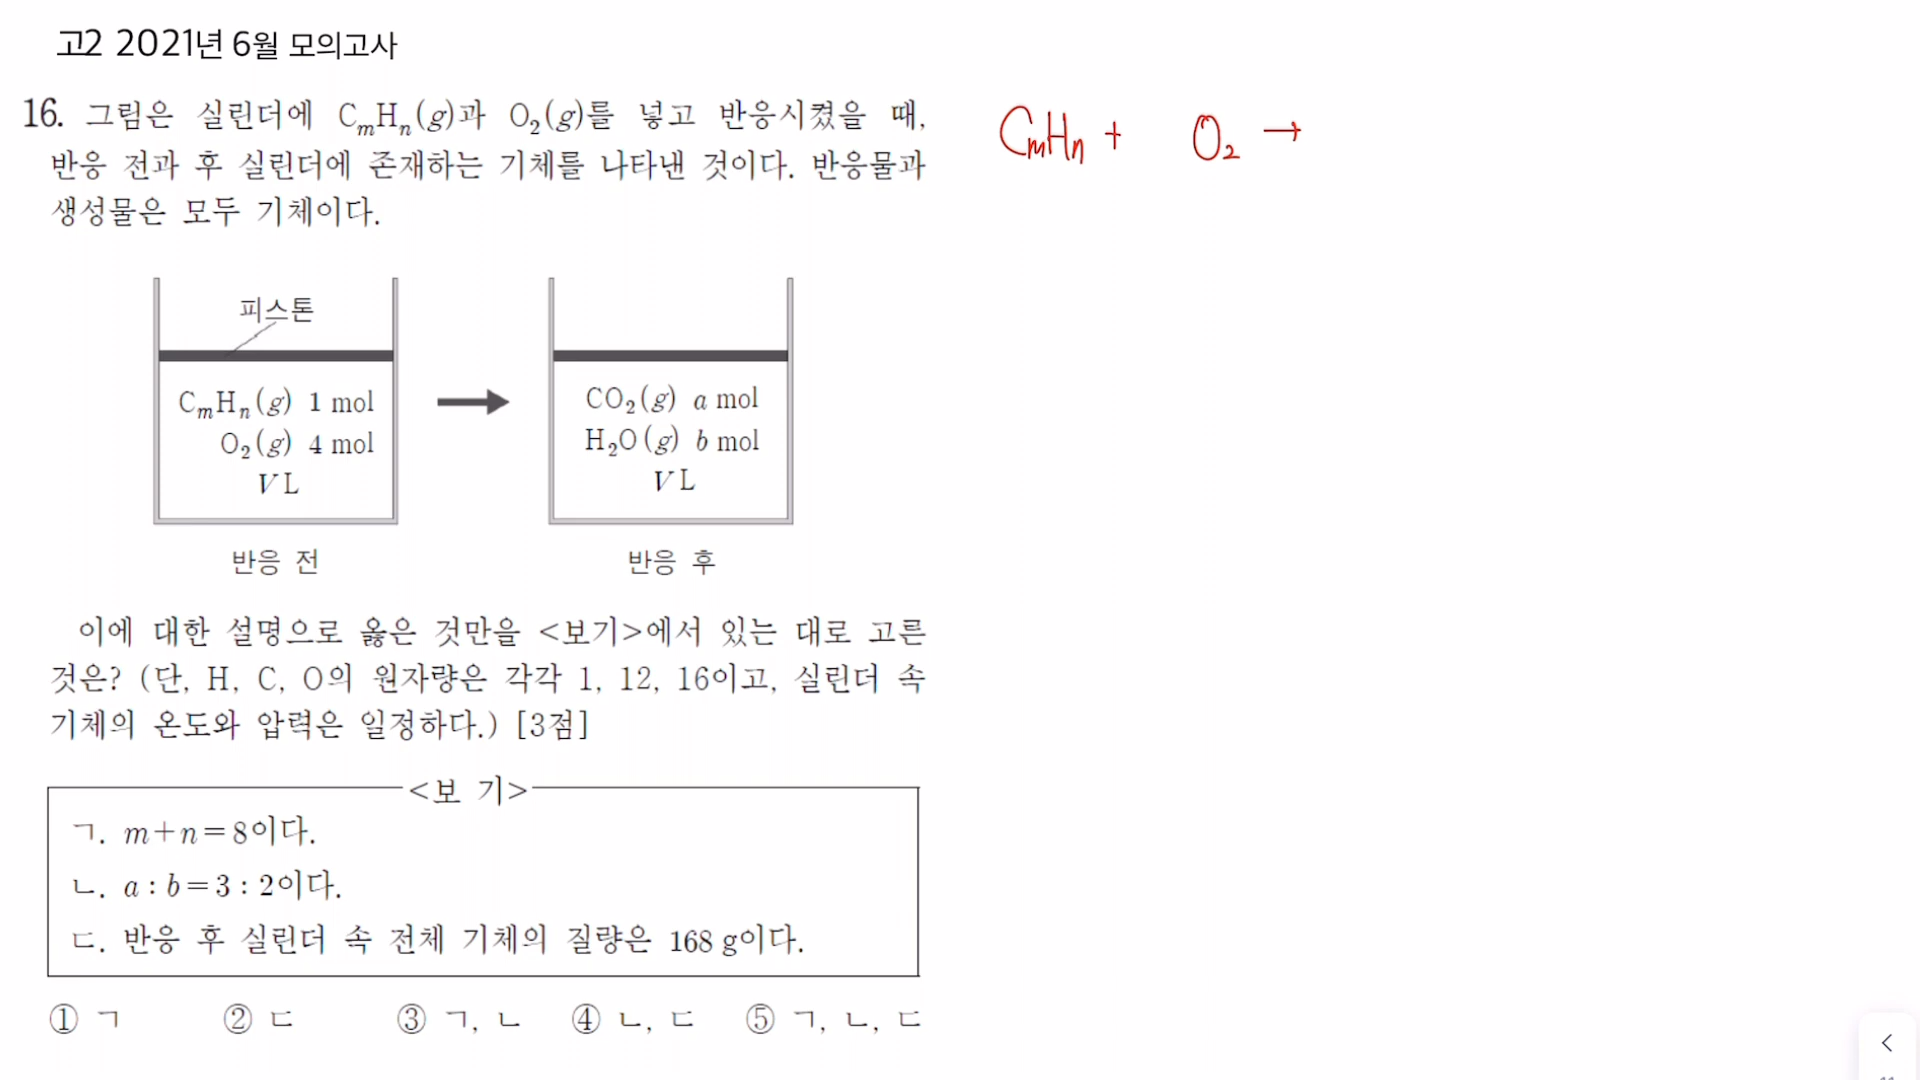 고2 2021년 6월 모의고사
16. 그림은 실린더에 CmHn(g)과 O2(g)를 넣고 반응시켰을 때,
반응 전과 후 실린더에 존재하는 기체를 나타낸 것이다. 반응물과
생성물은 모두 기체이다.
CmHn + O2 →
피스톤
CmHn(g) 1 mol
O2(g) 4 mol
V L
반응 전
CO2(g) a mol
H2O(g) b mol
V L
반응 후
이에 대한 설명으로 옳은 것만을 <보기>에서 있는 대로 고른
것은? (단, H, C, O의 원자량은 각각 1, 12, 16이고, 실린더 속
기체의 온도와 압력은 일정하다.) [3점]
<보 기>
ㄱ. m+n=8이다.
ㄴ. a : b=3 : 2이다.
ㄷ. 반응 후 실린더 속 전체 기체의 질량은 168 g이다.
① ㄱ ② ㄷ ③ ㄱ, ㄴ ④ ㄴ, ㄷ ⑤ ㄱ, ㄴ, ㄷ